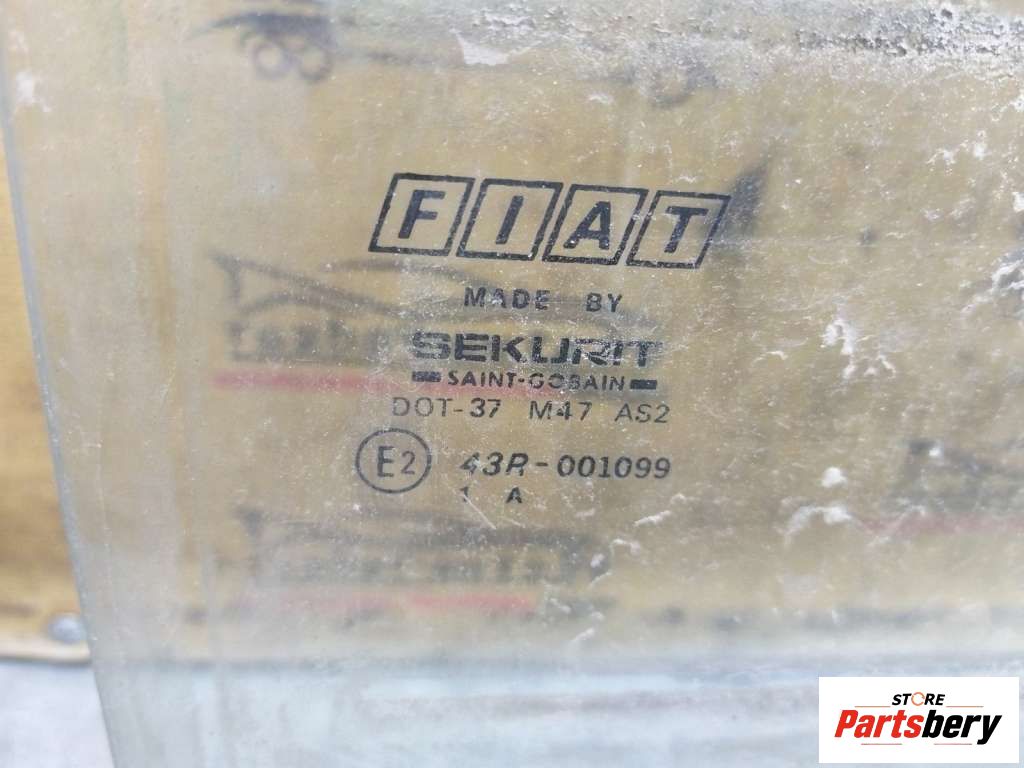 FIAT
MADE BY
SEKURIT
SAINT-GOBAIN
DOT-37 M47 AS2
E2 43R-001099
1 A
STORE
Partsbery